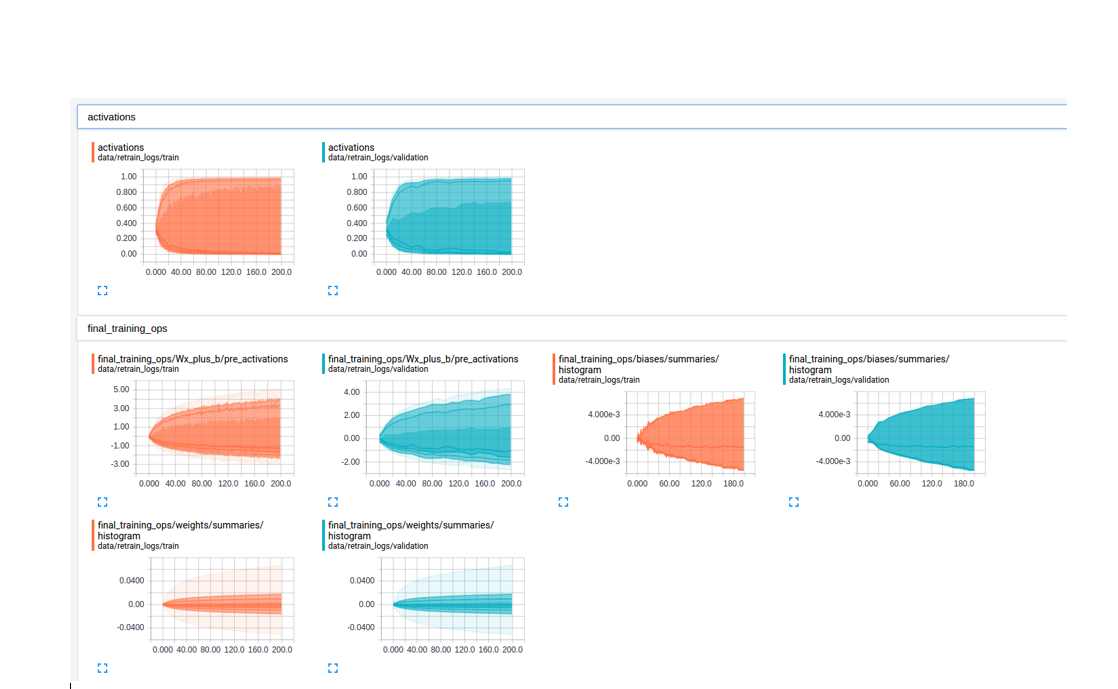 activations
activations
data/retrain_logs/train
1.00
0.800
0.600
0.400
0.200
0.00
0.000 40.00 80.00 120.0 160.0 200.0
activations
data/retrain_logs/validation
1.00
0.800
0.600
0.400
0.200
0.00
0.000 40.00 80.00 120.0 160.0 200.0
final_training_ops
final_training_ops/Wx_plus_b/pre_activations
data/retrain_logs/train
5.00
3.00
1.00
-1.00
-3.00
0.000 40.00 80.00 120.0 160.0 200.0
final_training_ops/Wx_plus_b/pre_activations
data/retrain_logs/validation
4.00
2.00
0.00
-2.00
0.000 40.00 80.00 120.0 160.0 200.0
final_training_ops/biases/summaries/
histogram
data/retrain_logs/train
4.000e-3
0.00
-4.000e-3
0.000 60.00 120.0 180.0
final_training_ops/biases/summaries/
histogram
data/retrain_logs/validation
4.000e-3
0.00
-4.000e-3
0.000 60.00 120.0 180.0
final_training_ops/weights/summaries/
histogram
data/retrain_logs/train
0.0400
0.00
-0.0400
0.000 40.00 80.00 120.0 160.0 200.0
final_training_ops/weights/summaries/
histogram
data/retrain_logs/validation
0.0400
0.00
-0.0400
0.000 40.00 80.00 120.0 160.0 200.0